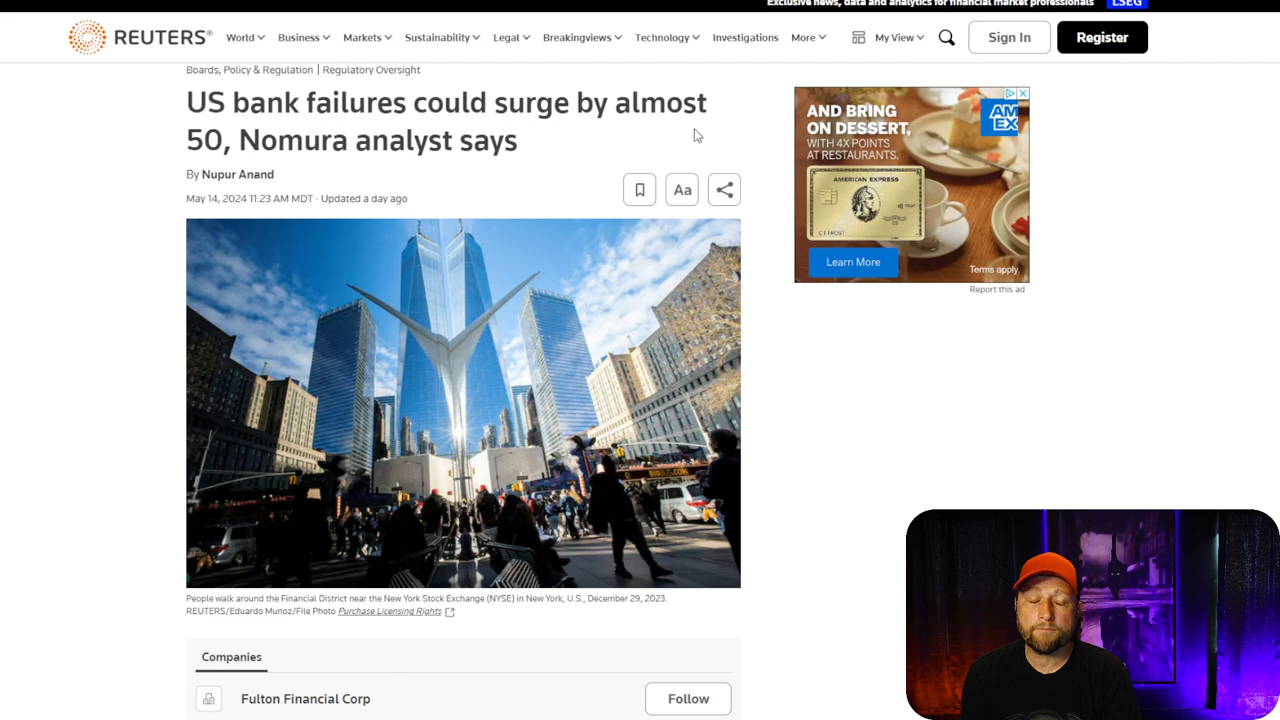 Exclusive news, data and analytics for financial market professionals LSEG
REUTERS® World Business Markets Sustainability Legal Breakingviews Technology Investigations More My View Sign In Register
Boards, Policy & Regulation | Regulatory Oversight
US bank failures could surge by almost
50, Nomura analyst says
By Nupur Anand
May 14, 2024 11:23 AM MDT · Updated a day ago
Aa
AND BRING
ON DESSERT,
WITH 4X POINTS
AT RESTAURANTS.
AM
EX
AMERICAN EXPRESS
C F FROST
Learn More
Terms apply.
Report this ad
People walk around the Financial District near the New York Stock Exchange (NYSE) in New York, U.S., December 29, 2023.
REUTERS/Eduardo Munoz/File Photo Purchase Licensing Rights
Companies
Fulton Financial Corp
Follow